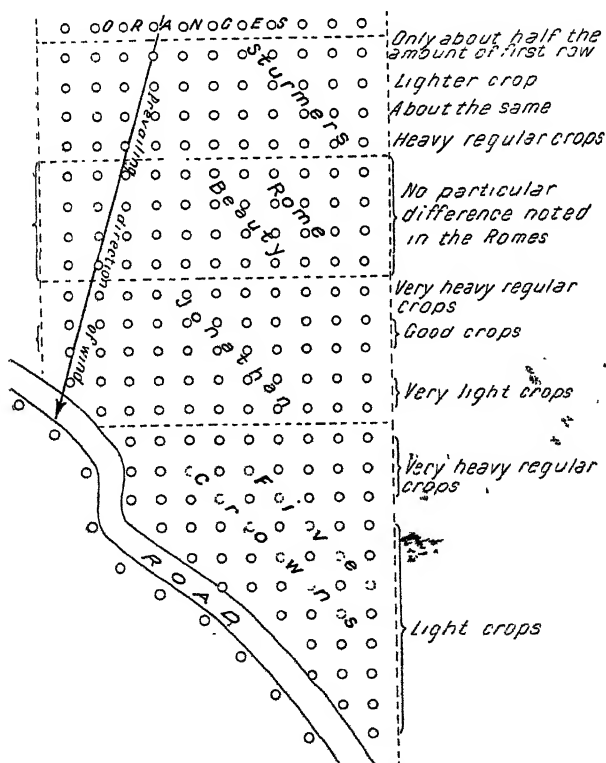 ORANGES
Only about half the
amount of first row
Sturmers
Lighter crop
About the same
Heavy regular crops
Prevailing direction of wind
Rome
Beauty
No particular
difference noted
in the Romes
Very heavy regular
crops
Jonathan
Good crops
Very light crops
Very heavy regular
crops
Five
Crowns
ROAD
Light crops